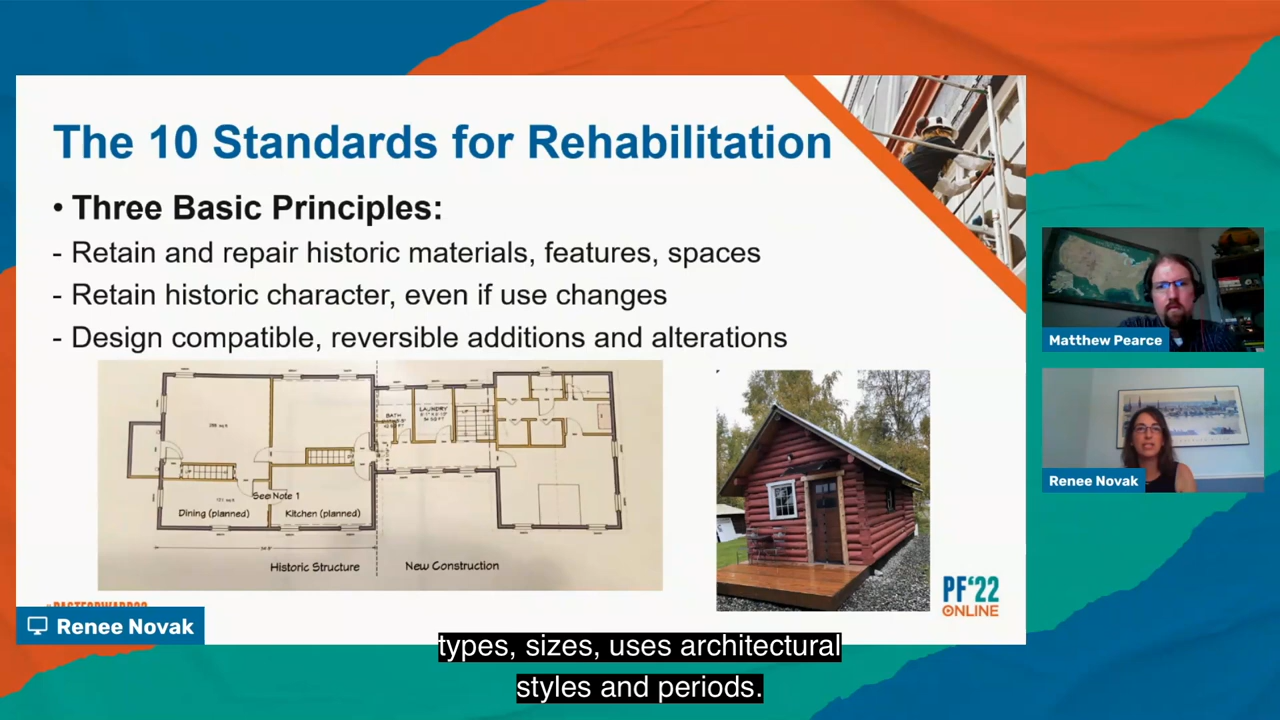 The 10 Standards for Rehabilitation
• Three Basic Principles:
- Retain and repair historic materials, features, spaces
- Retain historic character, even if use changes
- Design compatible, reversible additions and alterations
BATH
LAUNDRY
See Note 1
Dining (planned)
Kitchen (planned)
Historic Structure
New Construction
PF'22
ONLINE
Matthew Pearce
Renee Novak
Renee Novak
types, sizes, uses architectural
styles and periods.